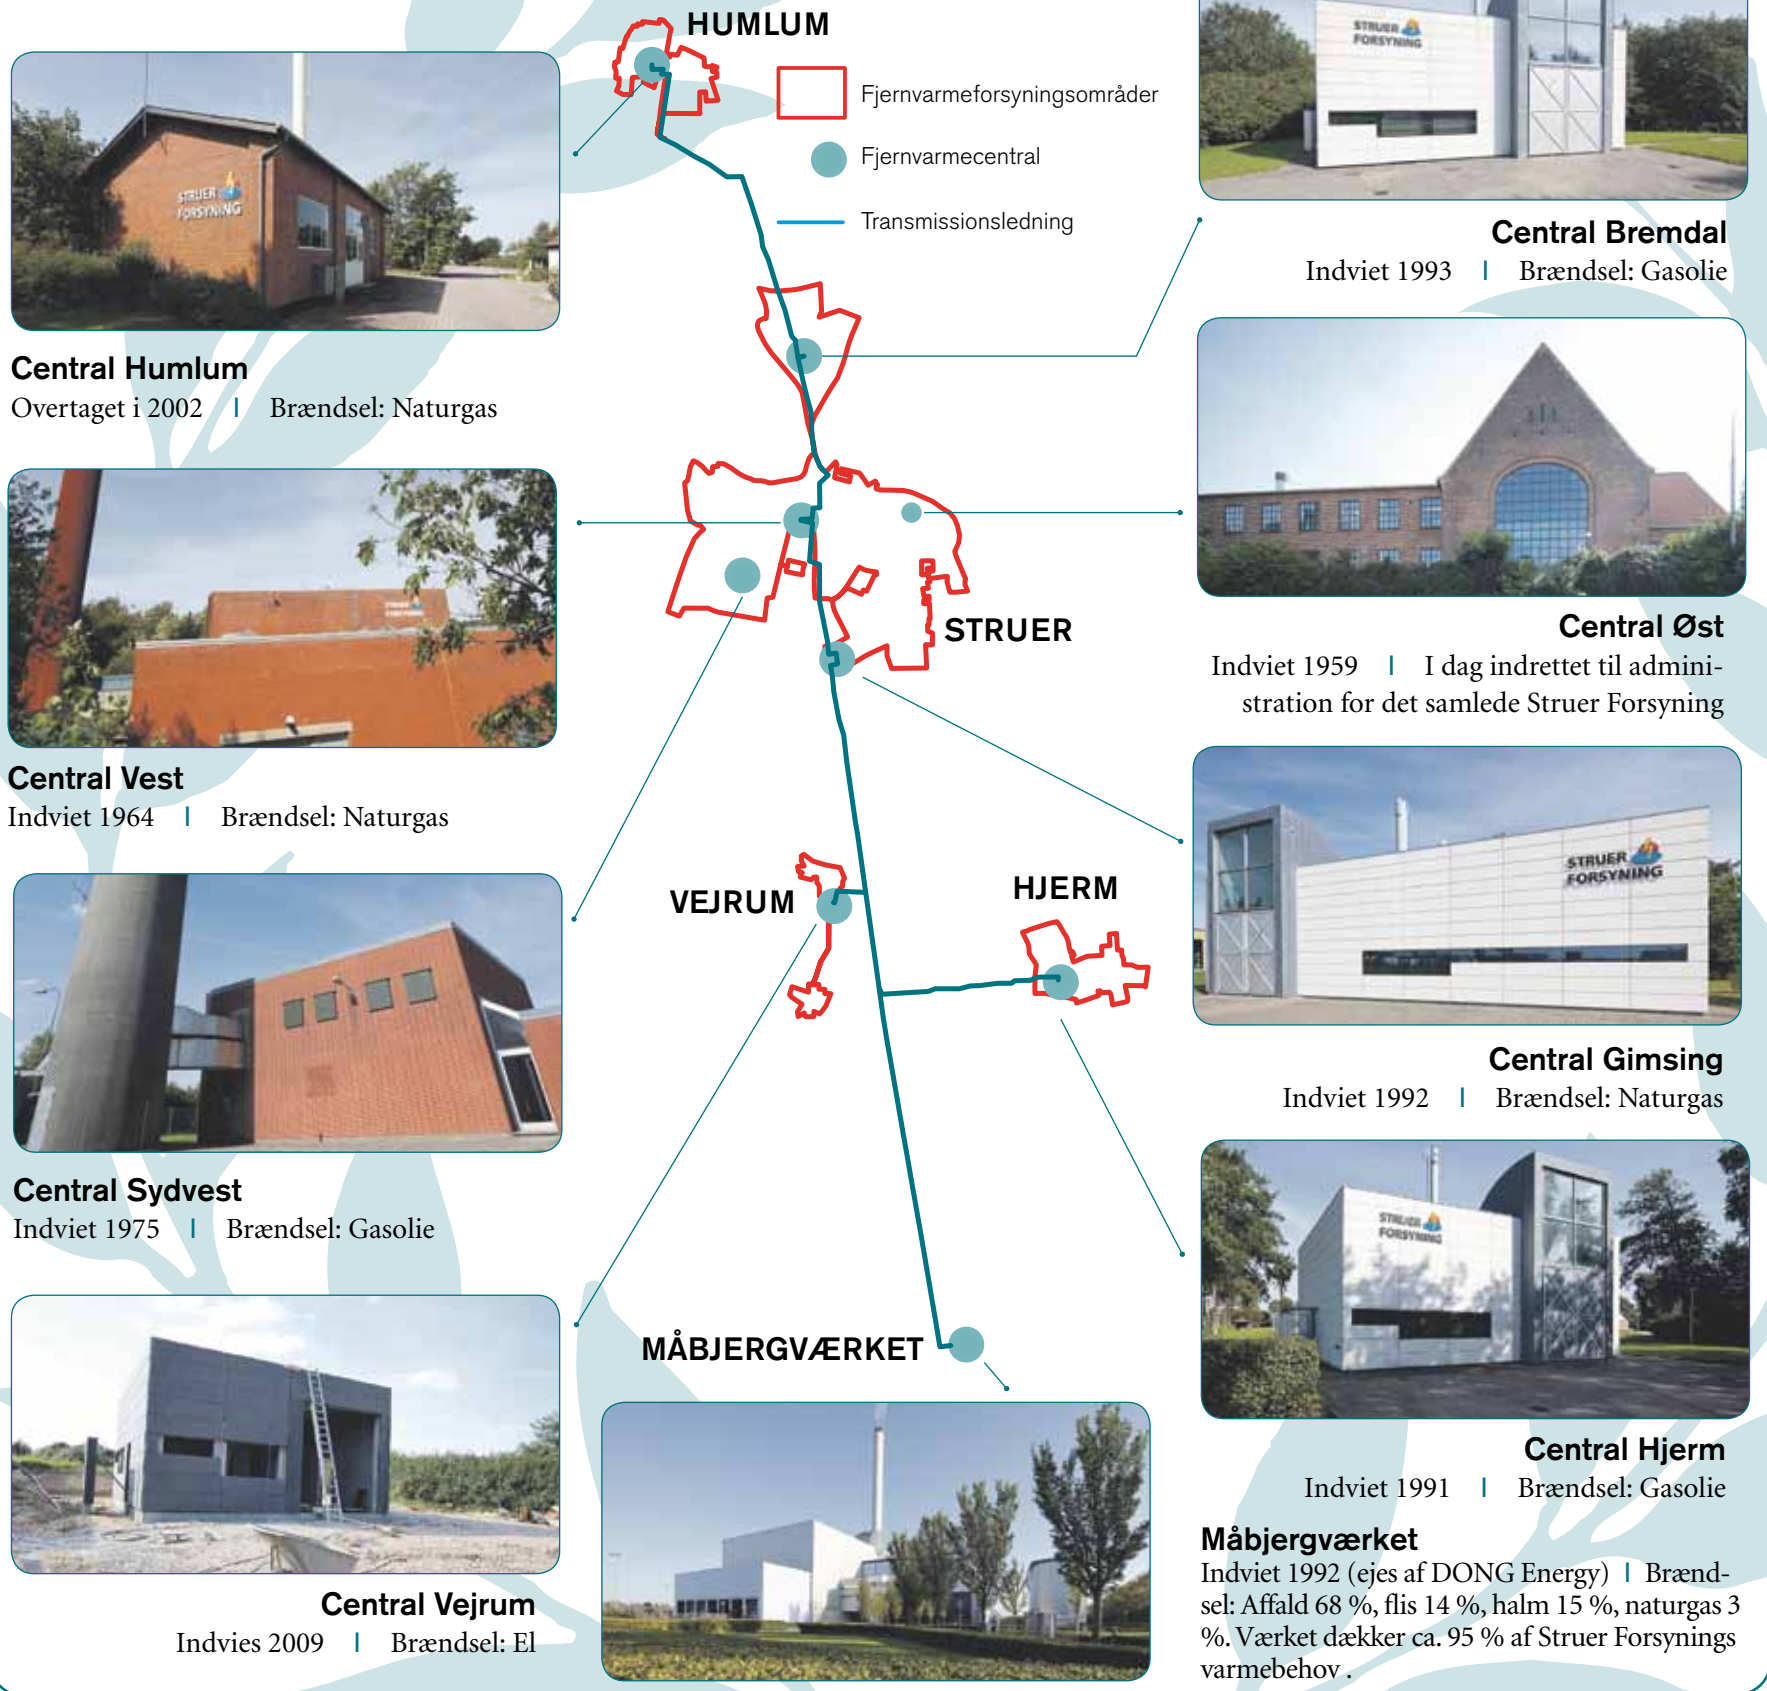 HUMLUM
Fjernvarmeforsyningsområder
Fjernvarmecentral
Transmissionsledning
STRUER
FORSYNING
Central Humlum
Overtaget i 2002 | Brændsel: Naturgas
STRUER
FORSYNING
Central Vest
Indviet 1964 | Brændsel: Naturgas
Central Sydvest
Indviet 1975 | Brændsel: Gasolie
Central Vejrum
Indvies 2009 | Brændsel: El
STRUER
VEJRUM
HJERM
MÅBJERGVÆRKET
STRUER
FORSYNING
Central Bremdal
Indviet 1993 | Brændsel: Gasolie
Central Øst
Indviet 1959 | I dag indrettet til admini-
stration for det samlede Struer Forsyning
STRUER
FORSYNING
Central Gimsing
Indviet 1992 | Brændsel: Naturgas
STRUER
FORSYNING
Central Hjerm
Indviet 1991 | Brændsel: Gasolie
Måbjergværket
Indviet 1992 (ejes af DONG Energy) | Brænd-
sel: Affald 68 %, flis 14 %, halm 15 %, naturgas 3
%. Værket dækker ca. 95 % af Struer Forsynings
varmebehov .